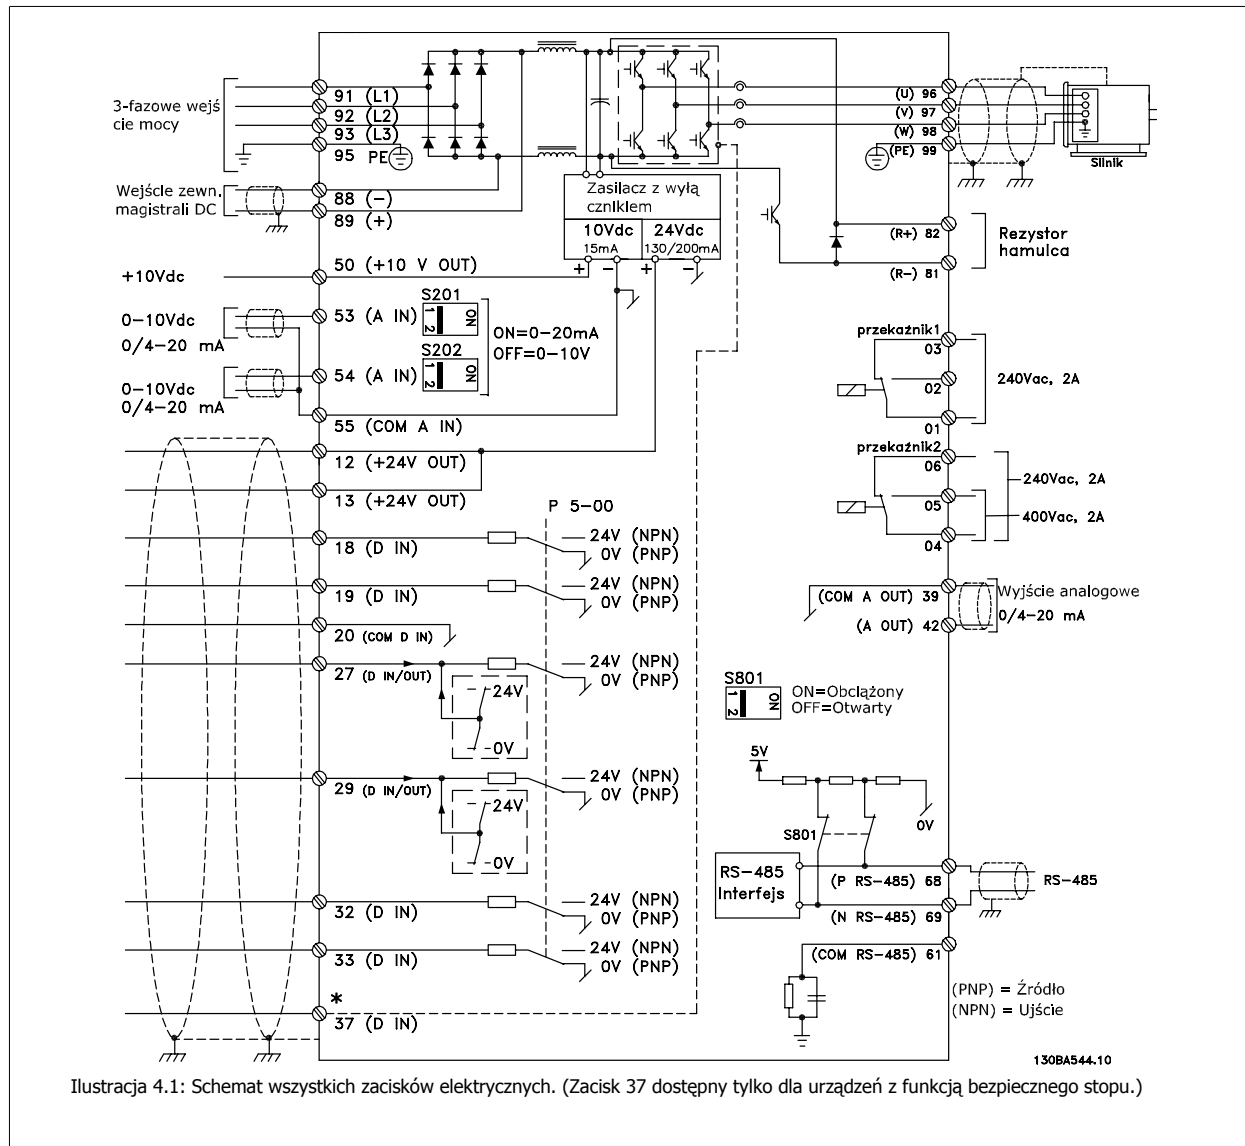 3-fazowe wejś
cie mocy
91 (L1)
92 (L2)
93 (L3)
95 PE
Wejście zewn.
magistrali DC
88 (−)
89 (+)
Zasilacz z wyłą
cznikiem
10Vdc
15mA
24Vdc
130/200mA
+ − + −
(U) 96
(V) 97
(W) 98
(PE) 99
Silnik
(R+) 82
(R−) 81
Rezystor
hamulca
+10Vdc
50 (+10 V OUT)
0−10Vdc
0/4−20 mA
53 (A IN)
S201
1 2
ON
ON=0−20mA
OFF=0−10V
S202
1 2
ON
0−10Vdc
0/4−20 mA
54 (A IN)
55 (COM A IN)
12 (+24V OUT)
13 (+24V OUT)
przekaźnik1
03
02
01
240Vac, 2A
przekaźnik2
06
05
04
240Vac, 2A
400Vac, 2A
P 5-00
18 (D IN)
24V (NPN)
0V (PNP)
19 (D IN)
24V (NPN)
0V (PNP)
20 (COM D IN)
27 (D IN/OUT)
24V (NPN)
0V (PNP)
24V
0V
29 (D IN/OUT)
24V (NPN)
0V (PNP)
24V
0V
32 (D IN)
24V (NPN)
0V (PNP)
33 (D IN)
24V (NPN)
0V (PNP)
*
37 (D IN)
(COM A OUT) 39
(A OUT) 42
Wyjście analogowe
0/4−20 mA
S801
1 2
ON
ON=Obciążony
OFF=Otwarty
5V
S801
0V
RS−485
Interfejs
(P RS−485) 68
(N RS−485) 69
(COM RS−485) 61
RS−485
(PNP) = Źródło
(NPN) = Ujście
130BA544.10
Ilustracja 4.1: Schemat wszystkich zacisków elektrycznych. (Zacisk 37 dostępny tylko dla urządzeń z funkcją bezpiecznego stopu.)